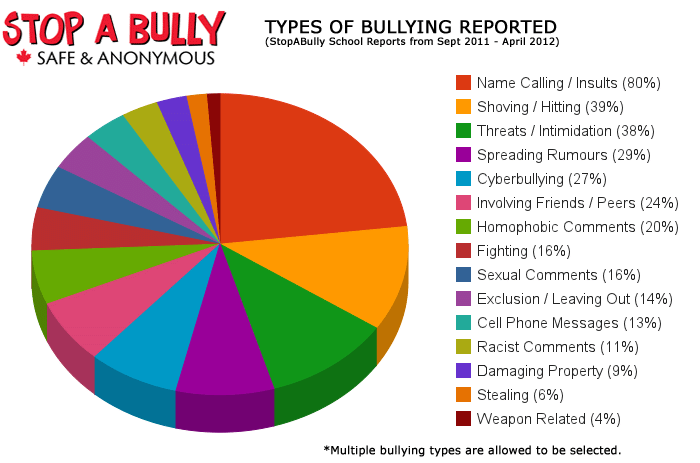 STOP A BULLY
SAFE & ANONYMOUS
TYPES OF BULLYING REPORTED
(StopABully School Reports from Sept 2011 - April 2012)
Name Calling / Insults (80%)
Shoving / Hitting (39%)
Threats / Intimidation (38%)
Spreading Rumours (29%)
Cyberbullying (27%)
Involving Friends / Peers (24%)
Homophobic Comments (20%)
Fighting (16%)
Sexual Comments (16%)
Exclusion / Leaving Out (14%)
Cell Phone Messages (13%)
Racist Comments (11%)
Damaging Property (9%)
Stealing (6%)
Weapon Related (4%)
*Multiple bullying types are allowed to be selected.